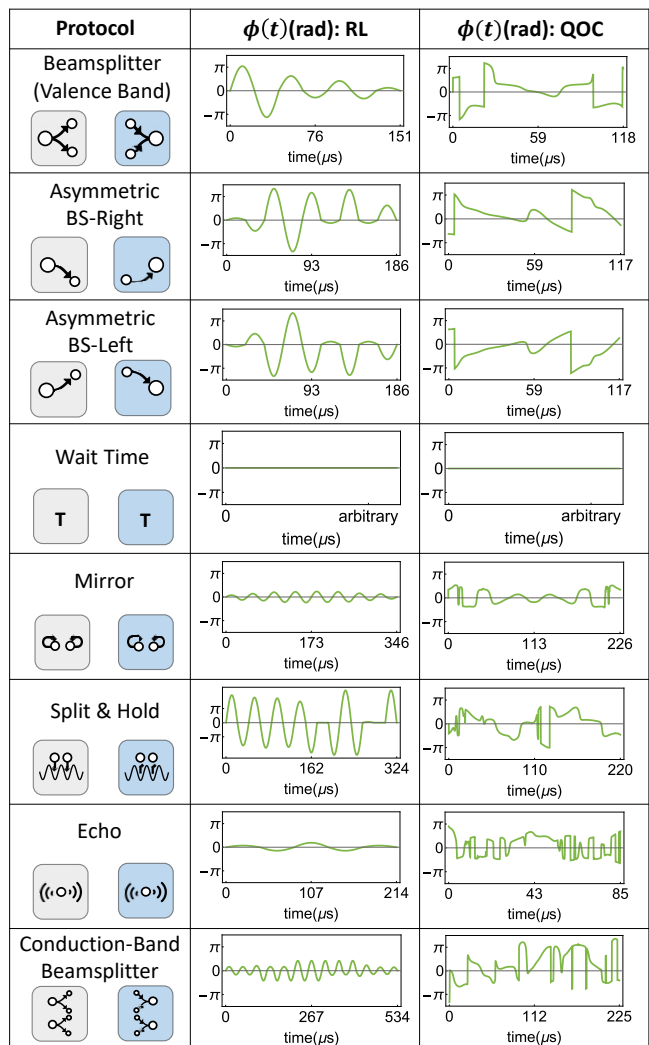 Protocol
ϕ(t)(rad): RL
ϕ(t)(rad): QOC
Beamsplitter
(Valence Band)
π
0
−π
0 76 151
time(μs)
π
0
−π
0 59 118
time(μs)
Asymmetric
BS-Right
π
0
−π
0 93 186
time(μs)
π
0
−π
0 59 117
time(μs)
Asymmetric
BS-Left
π
0
−π
0 93 186
time(μs)
π
0
−π
0 59 117
time(μs)
Wait Time
T T
π
0
−π
0 arbitrary
time(μs)
π
0
−π
0 arbitrary
time(μs)
Mirror
π
0
−π
0 173 346
time(μs)
π
0
−π
0 113 226
time(μs)
Split & Hold
π
0
−π
0 162 324
time(μs)
π
0
−π
0 110 220
time(μs)
Echo
π
0
−π
0 107 214
time(μs)
π
0
−π
0 43 85
time(μs)
Conduction-Band
Beamsplitter
π
0
−π
0 267 534
time(μs)
π
0
−π
0 112 225
time(μs)